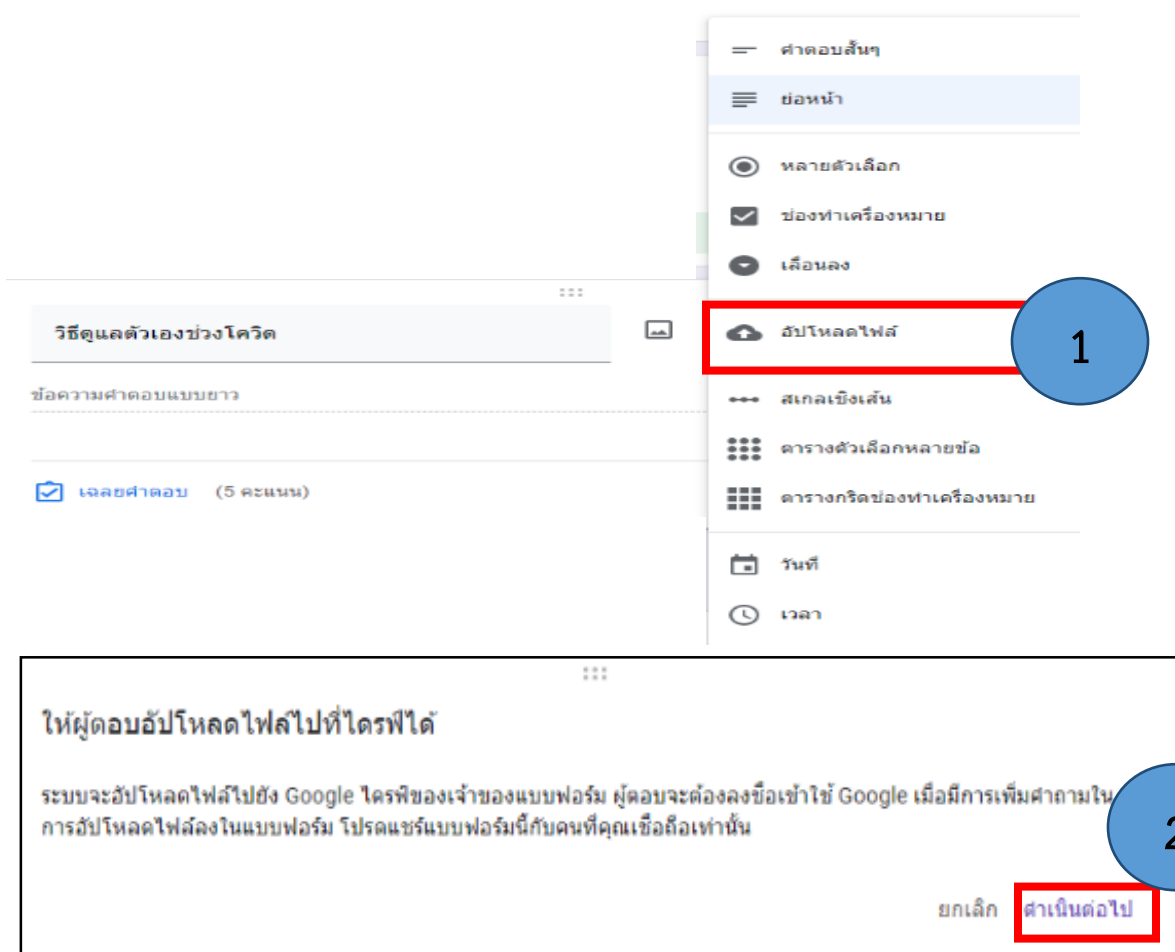 คำตอบสั้นๆ
ย่อหน้า
หลายตัวเลือก
ช่องทำเครื่องหมาย
เลื่อนลง
อัปโหลดไฟล์
1
สเกลเชิงเส้น
ตารางตัวเลือกหลายข้อ
ตารางกริดช่องทำเครื่องหมาย
วันที่
เวลา
วิธีดูแลตัวเองช่วงโควิด
ข้อความคำตอบแบบยาว
เฉลยคำตอบ (5 คะแนน)
ให้ผู้ตอบอัปโหลดไฟล์ไปที่ไดรฟ์ได้
ระบบจะอัปโหลดไฟล์ไปยัง Google ไดรฟ์ของเจ้าของแบบฟอร์ม ผู้ตอบจะต้องลงชื่อเข้าใช้ Google เมื่อมีการเพิ่มคำถามใน
การอัปโหลดไฟล์ลงในแบบฟอร์ม โปรดแชร์แบบฟอร์มนี้กับคนที่คุณเชื่อถือเท่านั้น
2
ยกเลิก ดำเนินต่อไป